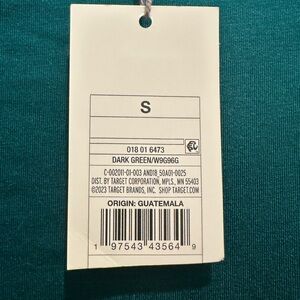 S
018 01 6473
DARK GREEN/W9G96G
C-002011-01-003 AND18_50A01-0025
DIST. BY TARGET CORPORATION, MPLS., MN 55403
©2023 TARGET BRANDS, INC. SHOP TARGET.COM
ORIGIN: GUATEMALA
1 97543 43564 9